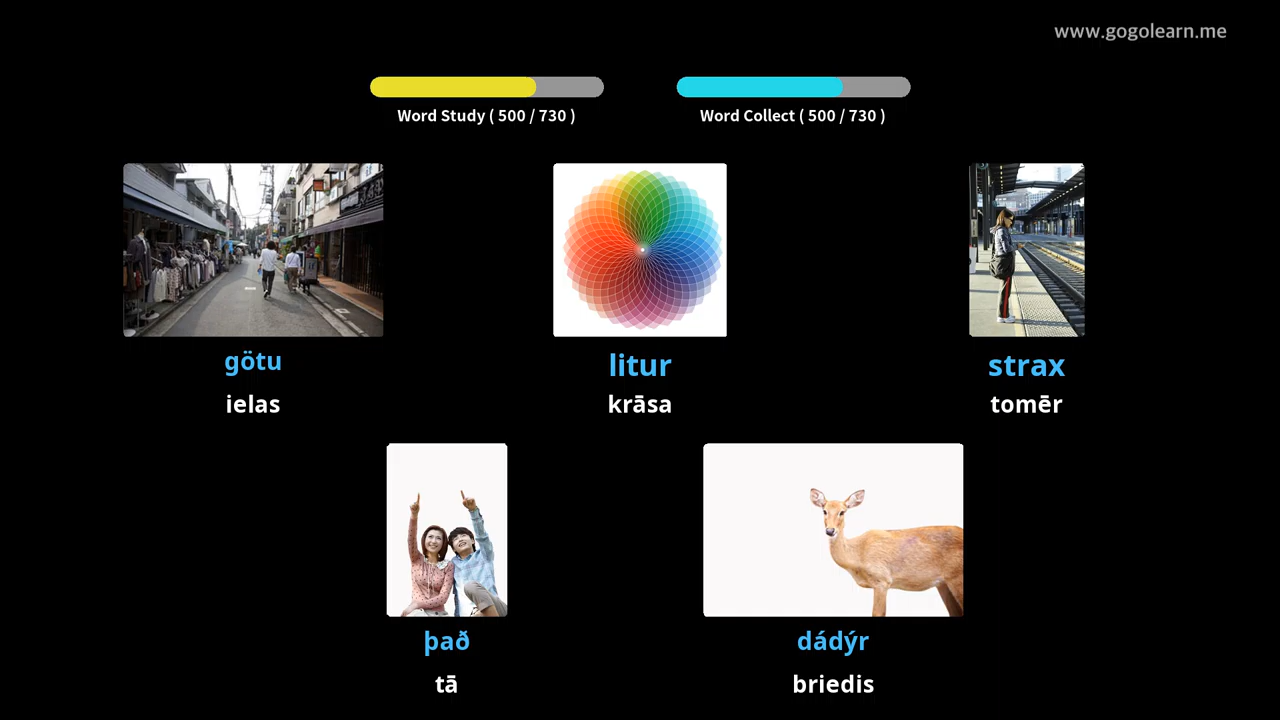 www.gogolearn.me
Word Study ( 500 / 730 )
Word Collect ( 500 / 730 )
götu
litur
strax
ielas
krāsa
tomēr
það
dádýr
tā
briedis